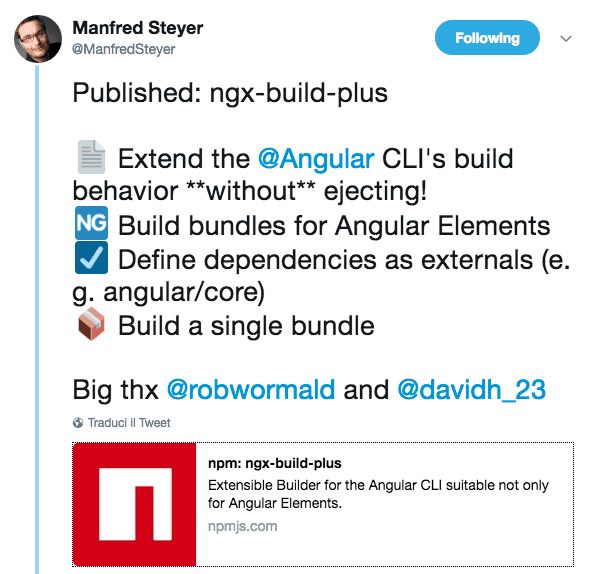 Manfred Steyer
@ManfredSteyer
Following
Published: ngx-build-plus
Extend the @Angular CLI's build
behavior **without** ejecting!
NG Build bundles for Angular Elements
Define dependencies as externals (e.
g. angular/core)
Build a single bundle
Big thx @robwormald and @davidh_23
Traduci il Tweet
npm: ngx-build-plus
Extensible Builder for the Angular CLI suitable not only
for Angular Elements.
npmjs.com